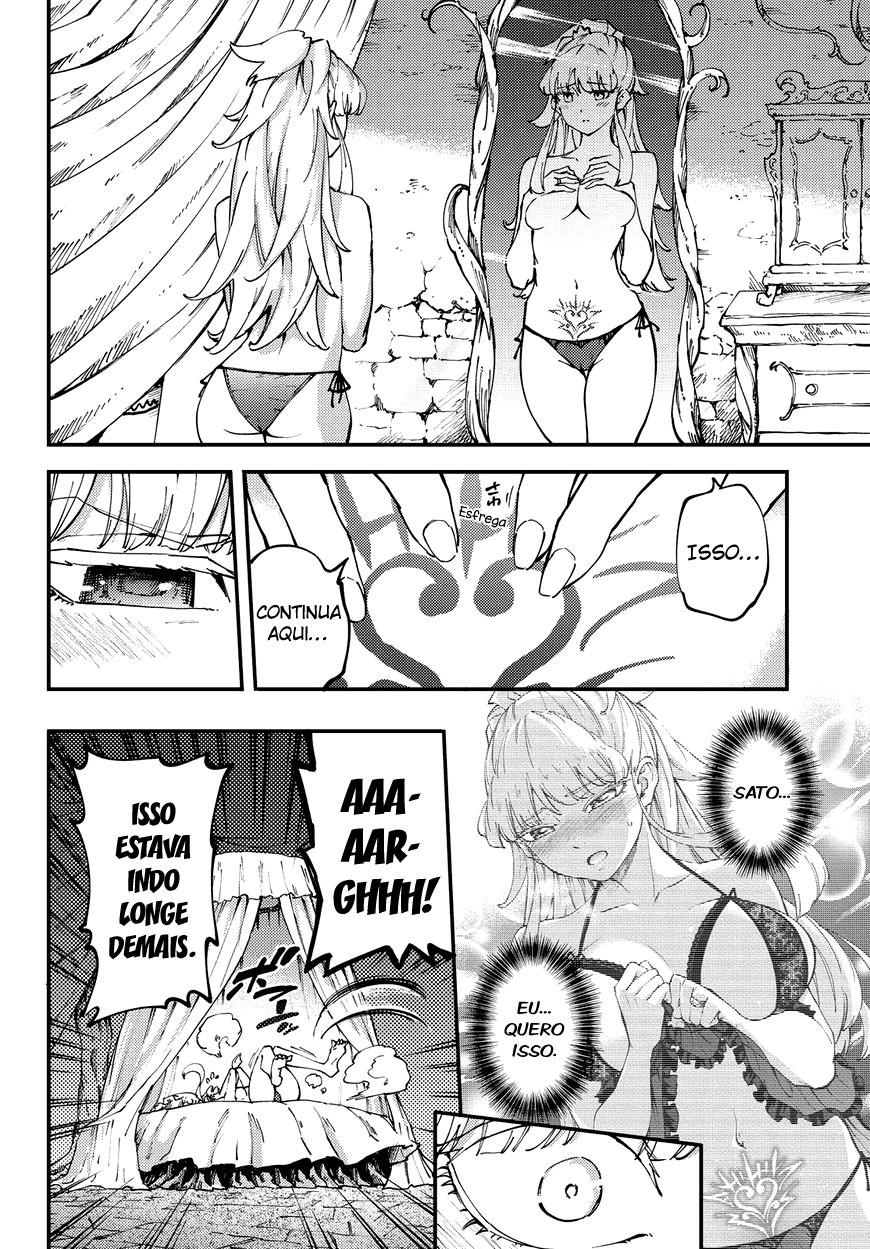 ISSO...
さわ
Esfrega
CONTINUA
AQUI...
SATO...
EU...
QUERO
ISSO.
AAA-
AAR-
GHHH!
ISSO
ESTAVA
INDO
LONGE
DEMAIS.